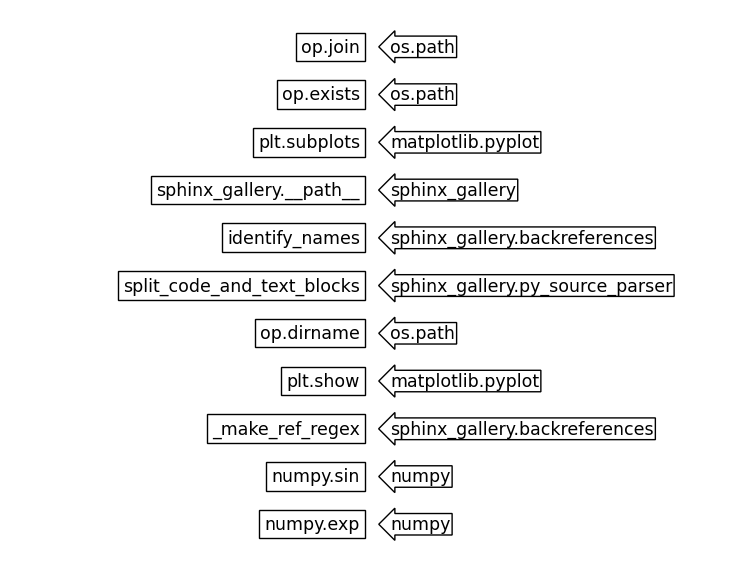 op.join os.path
op.exists os.path
plt.subplots matplotlib.pyplot
sphinx_gallery.__path__ sphinx_gallery
identify_names sphinx_gallery.backreferences
split_code_and_text_blocks sphinx_gallery.py_source_parser
op.dirname os.path
plt.show matplotlib.pyplot
_make_ref_regex sphinx_gallery.backreferences
numpy.sin numpy
numpy.exp numpy